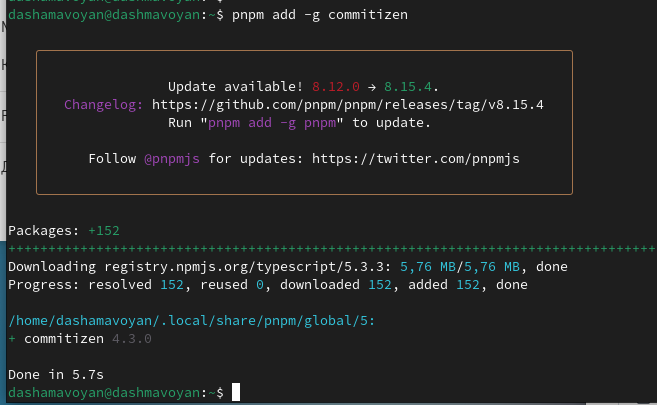 dashamavoyan@dashmavoyan:~$ pnpm add -g commitizen
Update available! 8.12.0 → 8.15.4.
Changelog: https://github.com/pnpm/pnpm/releases/tag/v8.15.4
Run "pnpm add -g pnpm" to update.
Follow @pnpmjs for updates: https://twitter.com/pnpmjs
Packages: +152
+++++++++++++++++++++++++++++++++++++++++++++++++++++++++++++++++++++++++++++++++
Downloading registry.npmjs.org/typescript/5.3.3: 5,76 MB/5,76 MB, done
Progress: resolved 152, reused 0, downloaded 152, added 152, done
/home/dashamavoyan/.local/share/pnpm/global/5:
+ commitizen 4.3.0
Done in 5.7s
dashamavoyan@dashmavoyan:~$